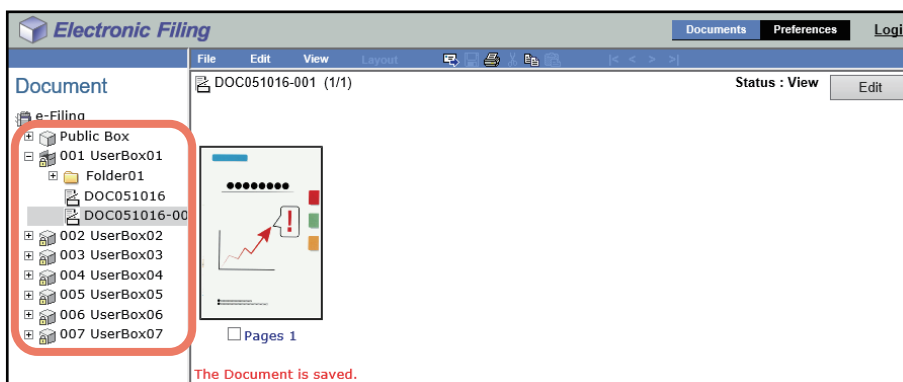 Electronic Filing
Documents Preferences Logi
File Edit View Layout |< < > >|
Document
DOC051016-001 (1/1) Status : View Edit
e-Filing
Public Box
001 UserBox01
Folder01
DOC051016
DOC051016-00
002 UserBox02
003 UserBox03
004 UserBox04
005 UserBox05
006 UserBox06
007 UserBox07
!
Pages 1
The Document is saved.